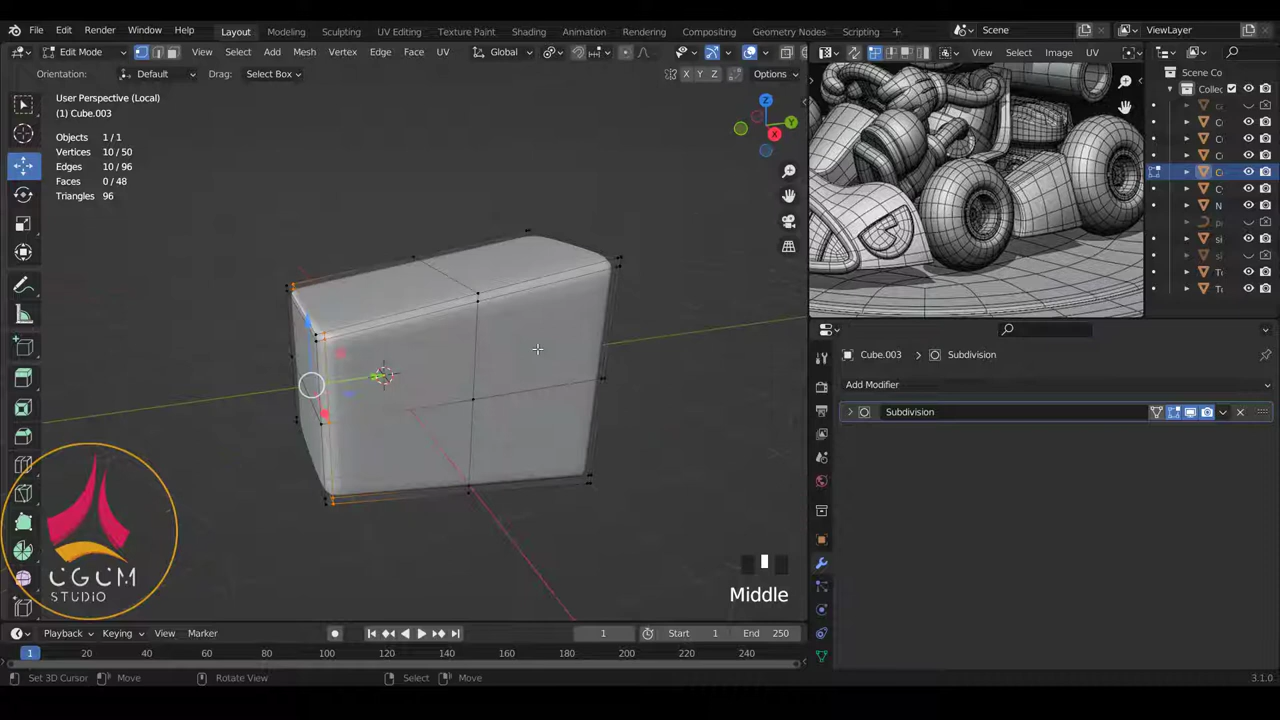 File Edit Render Window Help Layout Modeling Sculpting UV Editing Texture Paint Shading Animation Rendering Compositing Geometry Nodes Scripting Scene ViewLayer
Edit Mode View Select Add Mesh Vertex Edge Face UV Global View Select Image UV
Orientation: Default Drag: Select Box X Y Z Options
Scene Co
Collec
User Perspective (Local)
(1) Cube.003
Objects 1/1
Vertices 10/50
Edges 10/96
Faces 0/48
Triangles 96
Z
Y
X
Cube.003 > Subdivision
Add Modifier
Subdivision
CGCM
STUDIO
Middle
Playback Keying View Marker 1 Start 1 End 250
1 20 40 60 80 100 120 140 160 180 200 220 240
Set 3D Cursor Move Rotate View Select Move 3.1.0